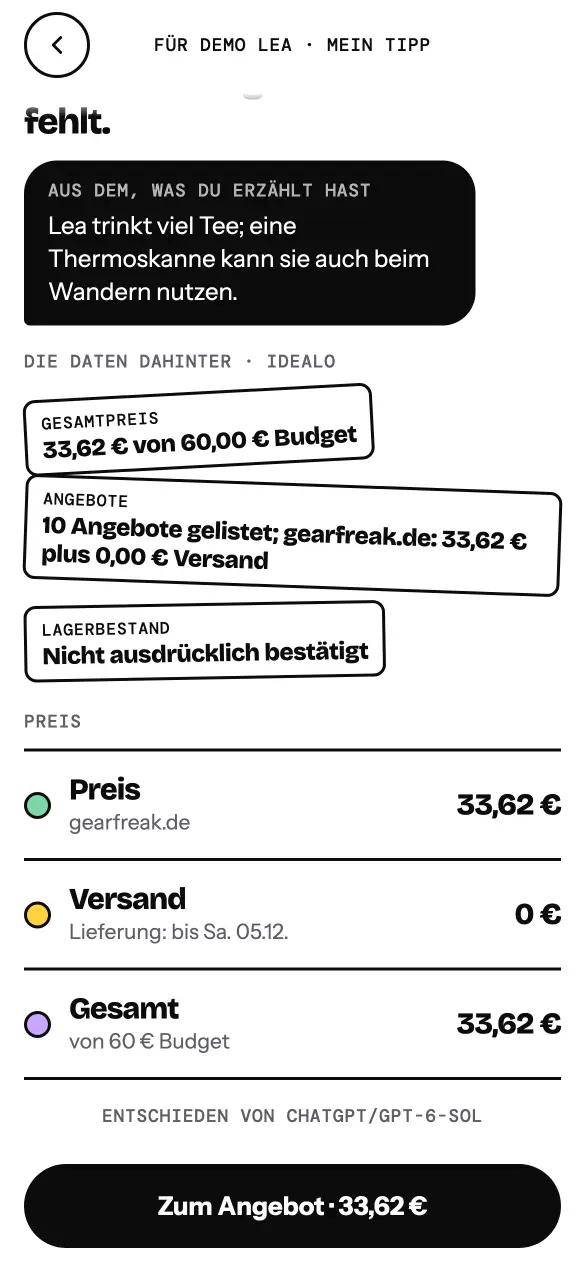 FÜR DEMO LEA · MEIN TIPP
fehlt.
AUS DEM, WAS DU ERZÄHLT HAST
Lea trinkt viel Tee; eine
Thermoskanne kann sie auch beim
Wandern nutzen.
DIE DATEN DAHINTER · IDEALO
GESAMTPREIS
33,62 € von 60,00 € Budget
ANGEBOTE
10 Angebote gelistet; gearfreak.de: 33,62 €
plus 0,00 € Versand
LAGERBESTAND
Nicht ausdrücklich bestätigt
PREIS
Preis
33,62 €
gearfreak.de
Versand
0 €
Lieferung: bis Sa. 05.12.
Gesamt
33,62 €
von 60 € Budget
ENTSCHIEDEN VON CHATGPT/GPT-6-SOL
Zum Angebot · 33,62 €